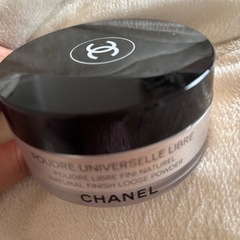 POUDRE UNIVERSELLE LIBRE
POUDRE LIBRE FINI NATUREL
NATURAL FINISH LOOSE POWDER
CHANEL